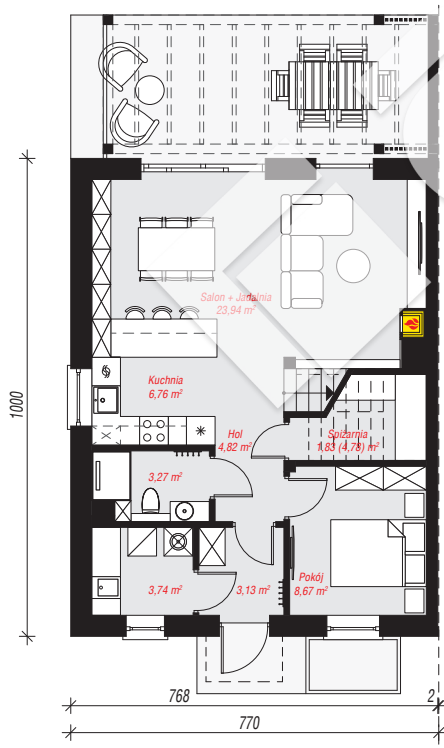 Salon + Jadalnia
23,94 m²
Kuchnia
6,76 m²
Hol
4,82 m²
Spiżarnia
1,83 (4,78) m²
3,27 m²
3,74 m²
3,13 m²
Pokój
8,67 m²
1000
768
2
770